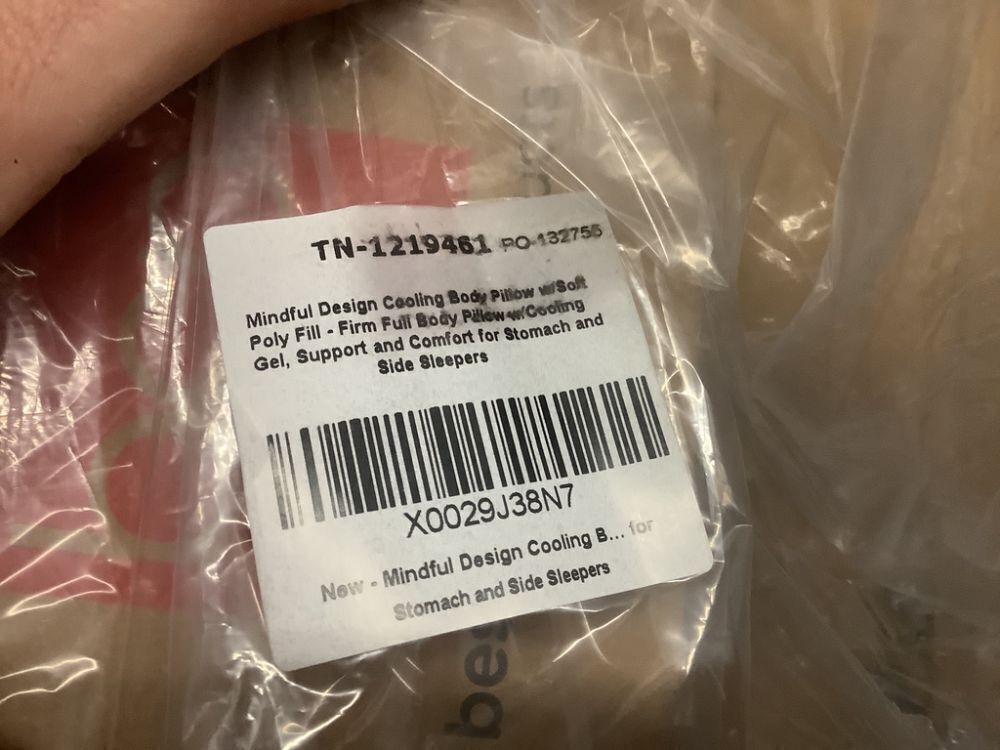 TN-1219461 PO-132755
Mindful Design Cooling Body Pillow w/Soft
Poly Fill - Firm Full Body Pillow w/Cooling
Gel, Support and Comfort for Stomach and
Side Sleepers
X0029J38N7
New - Mindful Design Cooling B... for
Stomach and Side Sleepers